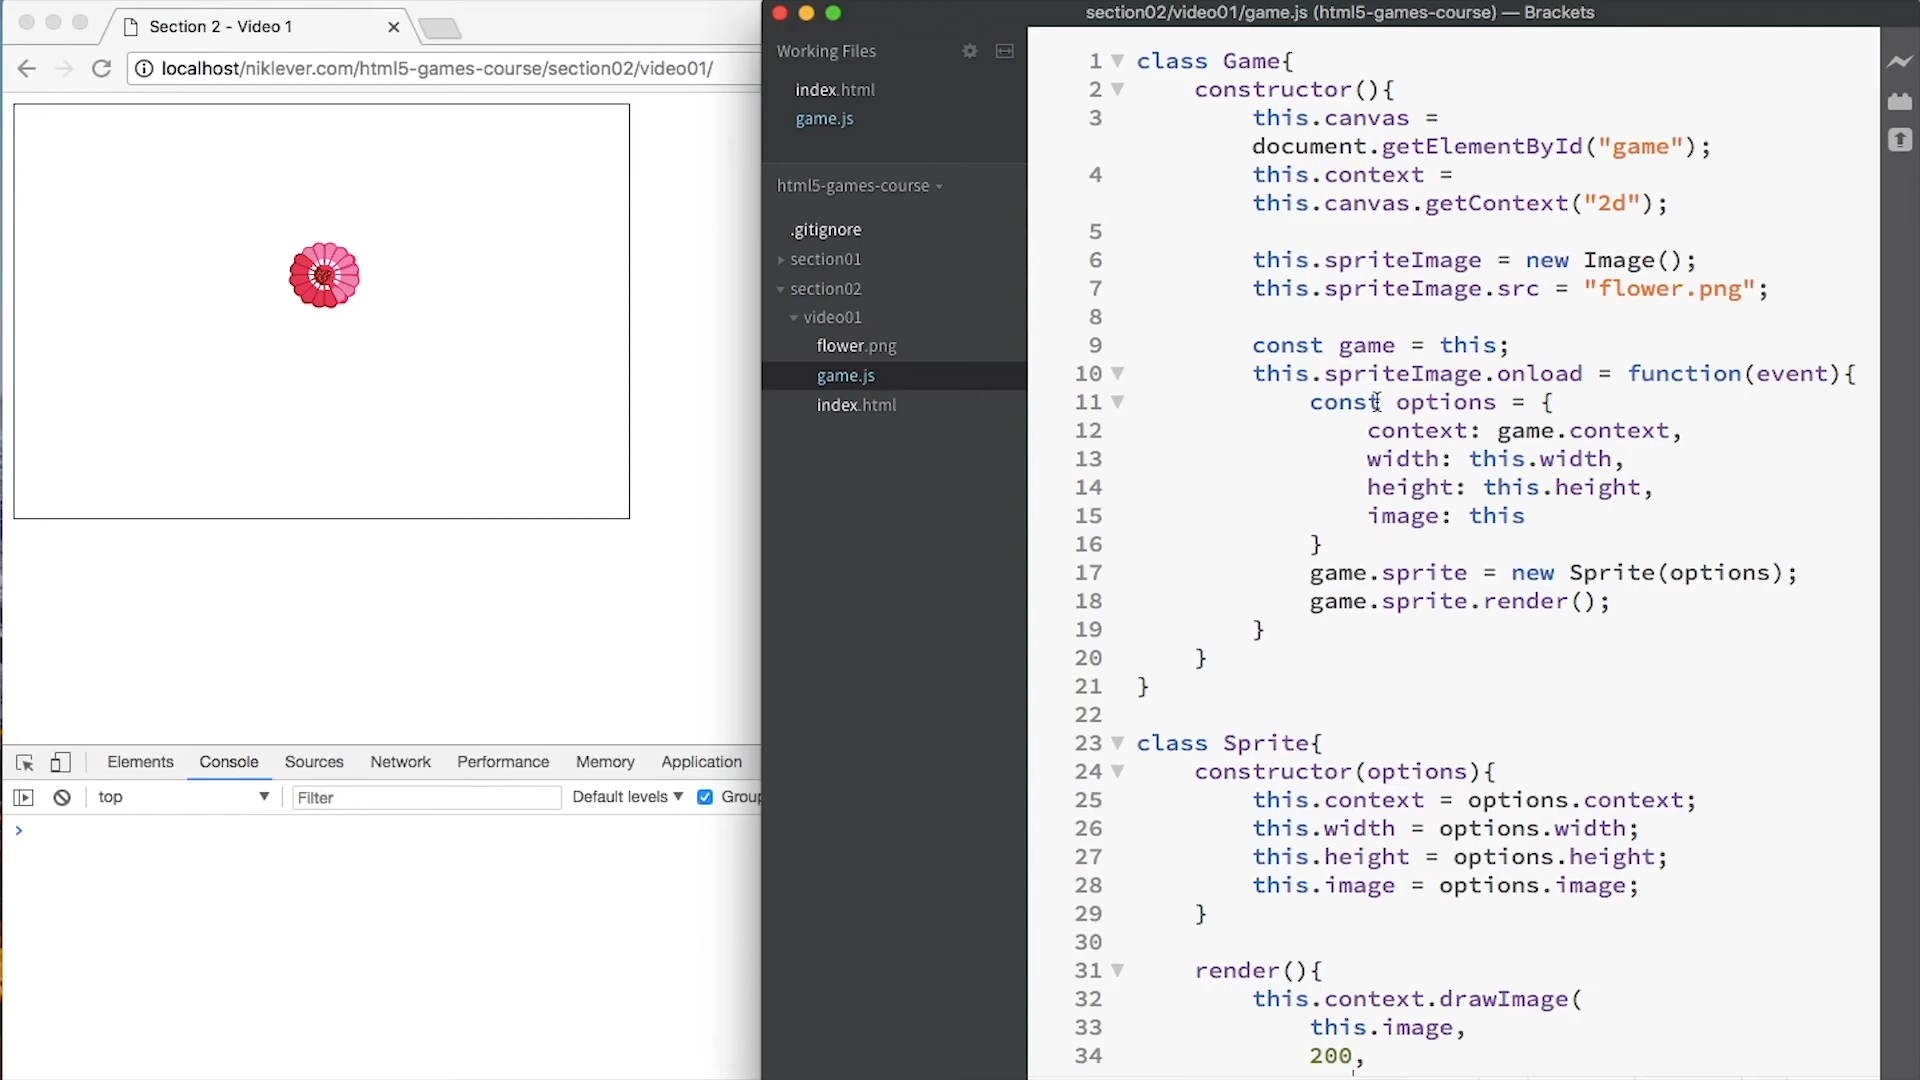 Section 2 - Video 1
localhost/niklever.com/html5-games-course/section02/video01/
Elements Console Sources Network Performance Memory Application
top Filter Default levels Group
section02/video01/game.js (html5-games-course) — Brackets
Working Files
index.html
game.js
html5-games-course
.gitignore
section01
section02
video01
flower.png
game.js
index.html
1 class Game{
2 constructor(){
3 this.canvas =
document.getElementById("game");
4 this.context =
this.canvas.getContext("2d");
5
6 this.spriteImage = new Image();
7 this.spriteImage.src = "flower.png";
8
9 const game = this;
10 this.spriteImage.onload = function(event){
11 const options = {
12 context: game.context,
13 width: this.width,
14 height: this.height,
15 image: this
16 }
17 game.sprite = new Sprite(options);
18 game.sprite.render();
19 }
20 }
21 }
22
23 class Sprite{
24 constructor(options){
25 this.context = options.context;
26 this.width = options.width;
27 this.height = options.height;
28 this.image = options.image;
29 }
30
31 render(){
32 this.context.drawImage(
33 this.image,
34 200,